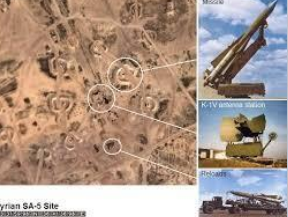 Missile
K-1V antenna station
Reloads
yrian SA-5 Site